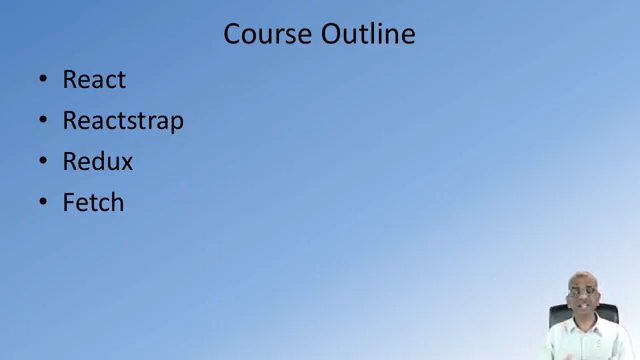 Course Outline
• React
• Reactstrap
• Redux
• Fetch